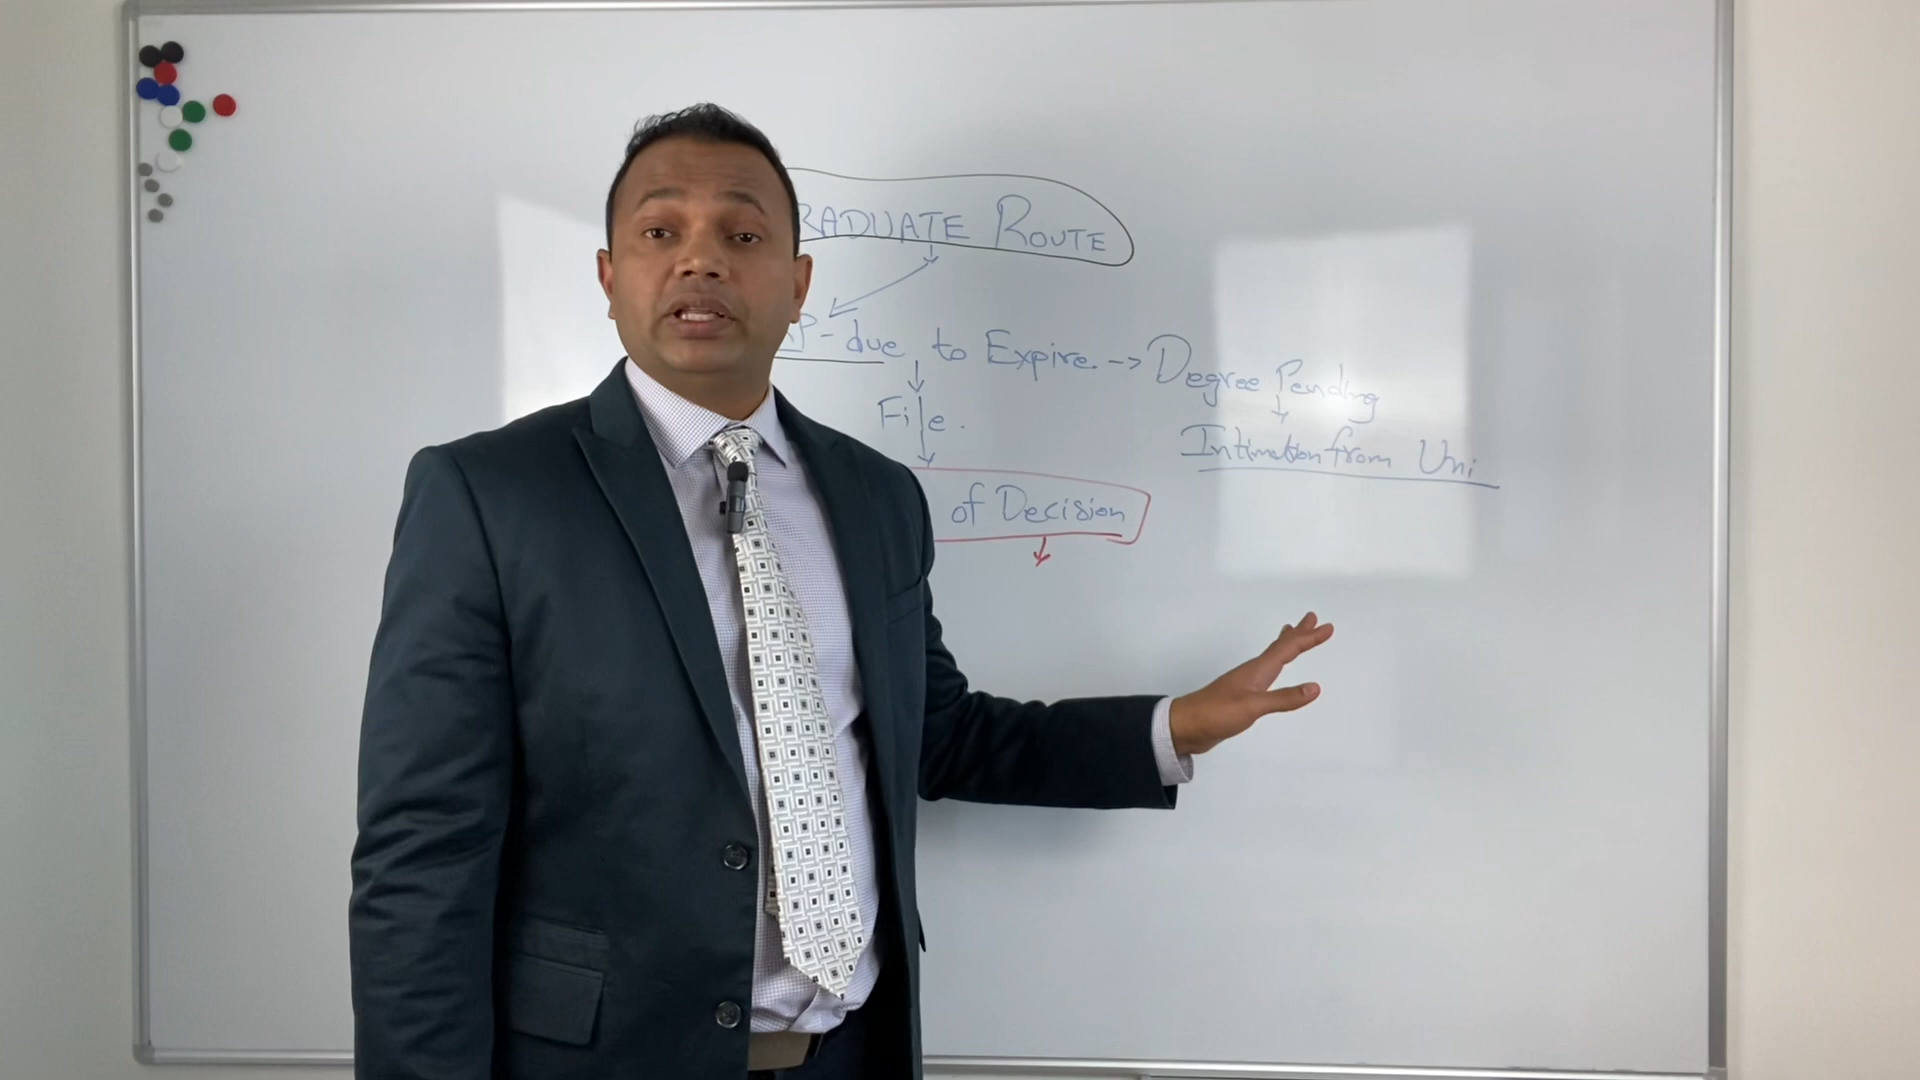 RADUATE ROUTE
P - due to Expire. -> Degree Pending
File.
Intimation from Uni
of Decision